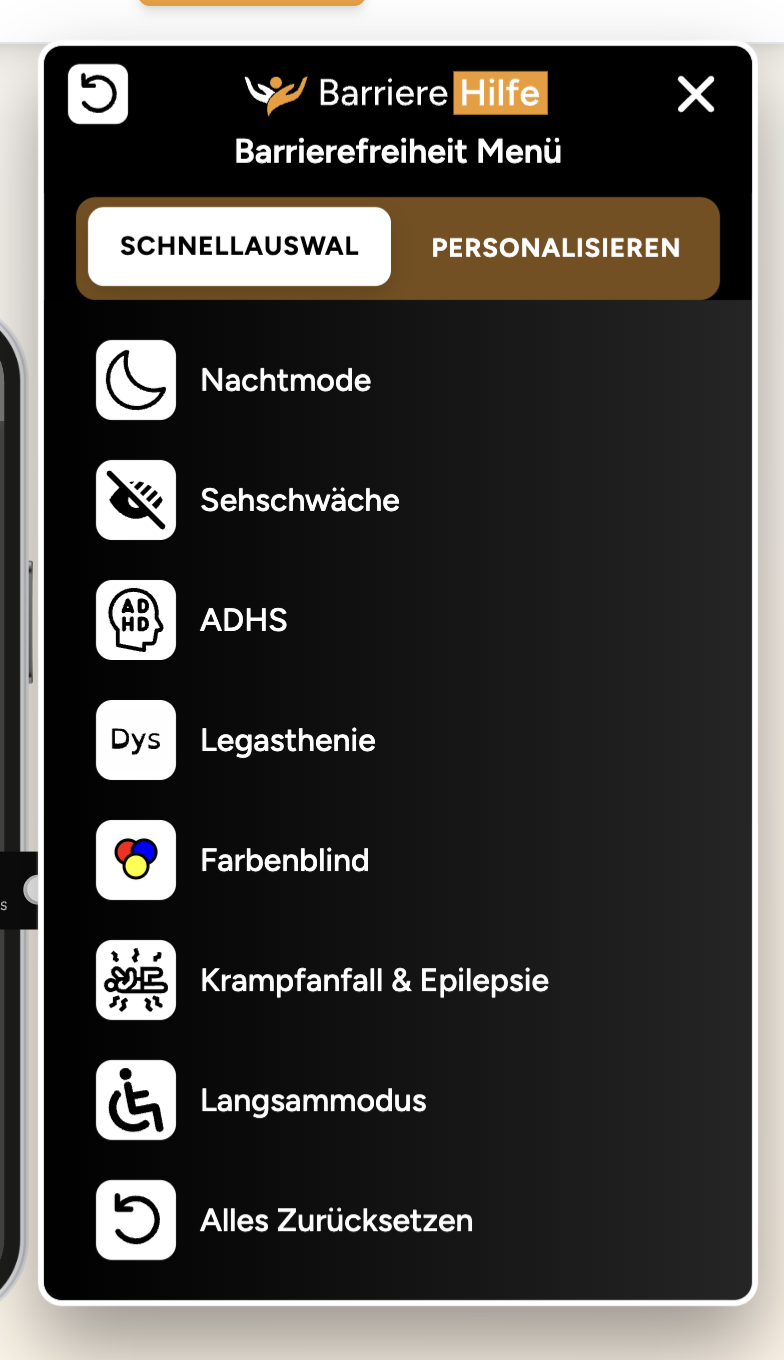 Barriere Hilfe
Barrierefreiheit Menü
SCHNELLAUSWAL
PERSONALISIEREN
Nachtmode
Sehschwäche
AD
HD
ADHS
Dys
Legasthenie
Farbenblind
Krampfanfall & Epilepsie
Langsammodus
s
Alles Zurücksetzen